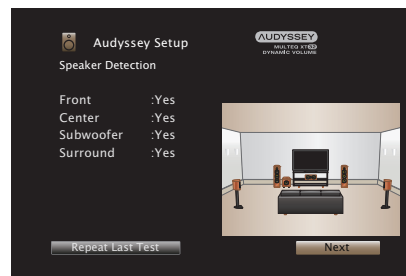 Audyssey Setup
AUDYSSEY
MULTEQ XT32
DYNAMIC VOLUME
Speaker Detection
Front :Yes
Center :Yes
Subwoofer :Yes
Surround :Yes
Repeat Last Test
Next